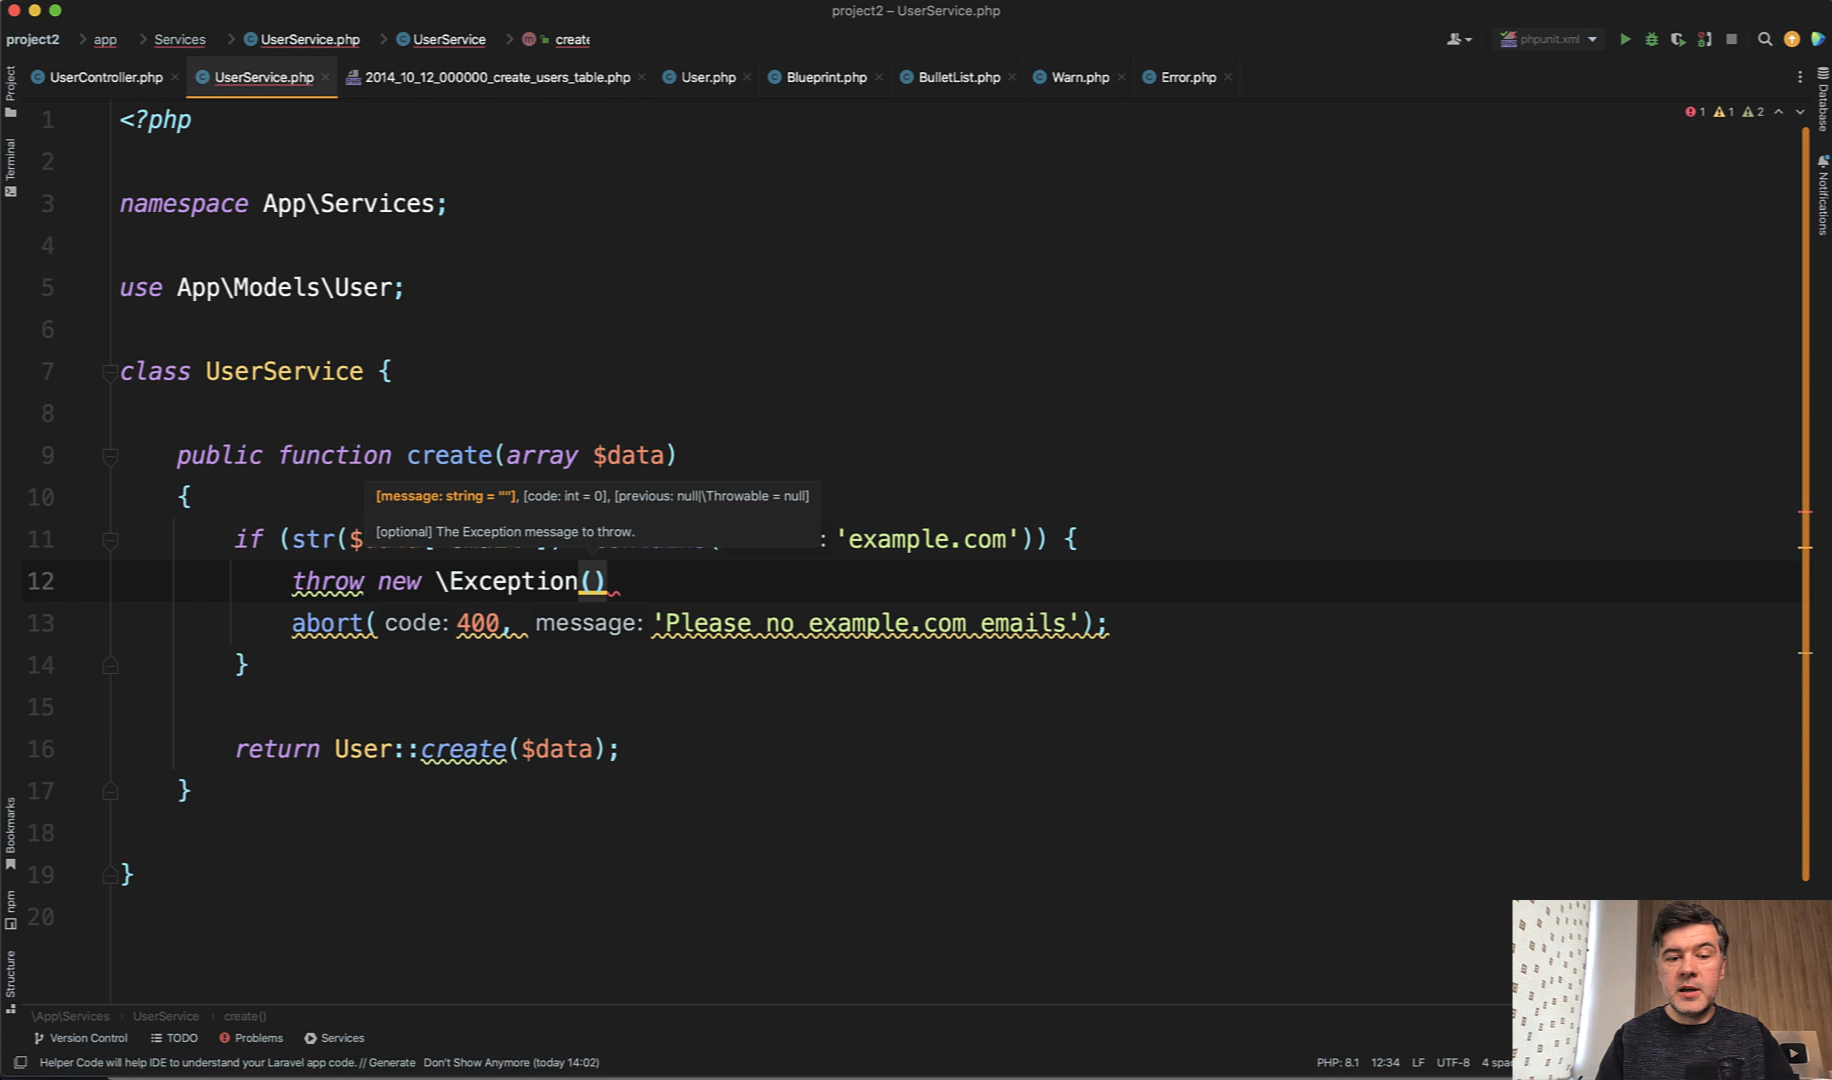 project2 – UserService.php
project2 app Services UserService.php UserService create
phpunit.xml
UserController.php UserService.php 2014_10_12_000000_create_users_table.php User.php Blueprint.php BulletList.php Warn.php Error.php
Project
Terminal
Bookmarks
npm
Structure
Database
Notifications
1 1 2
1 <?php
2
3 namespace App\Services;
4
5 use App\Models\User;
6
7 class UserService {
8
9 public function create(array $data)
10 {
[message: string = ""], [code: int = 0], [previous: null|\Throwable = null]
[optional] The Exception message to throw.
11 if (str($ : 'example.com')) {
12 throw new \Exception()
13 abort( code: 400, message: 'Please no example.com emails');
14 }
15
16 return User::create($data);
17 }
18
19 }
20
\App\Services UserService create()
Version Control TODO Problems Services
Helper Code will help IDE to understand your Laravel app code. // Generate Don't Show Anymore (today 14:02)
PHP: 8.1 12:34 LF UTF-8 4 spac